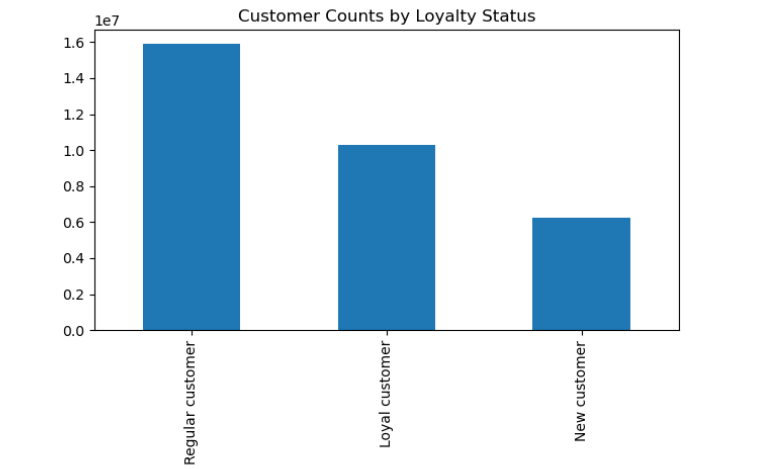 Customer Counts by Loyalty Status
1e7
1.6
1.4
1.2
1.0
0.8
0.6
0.4
0.2
0.0
Regular customer
Loyal customer
New customer